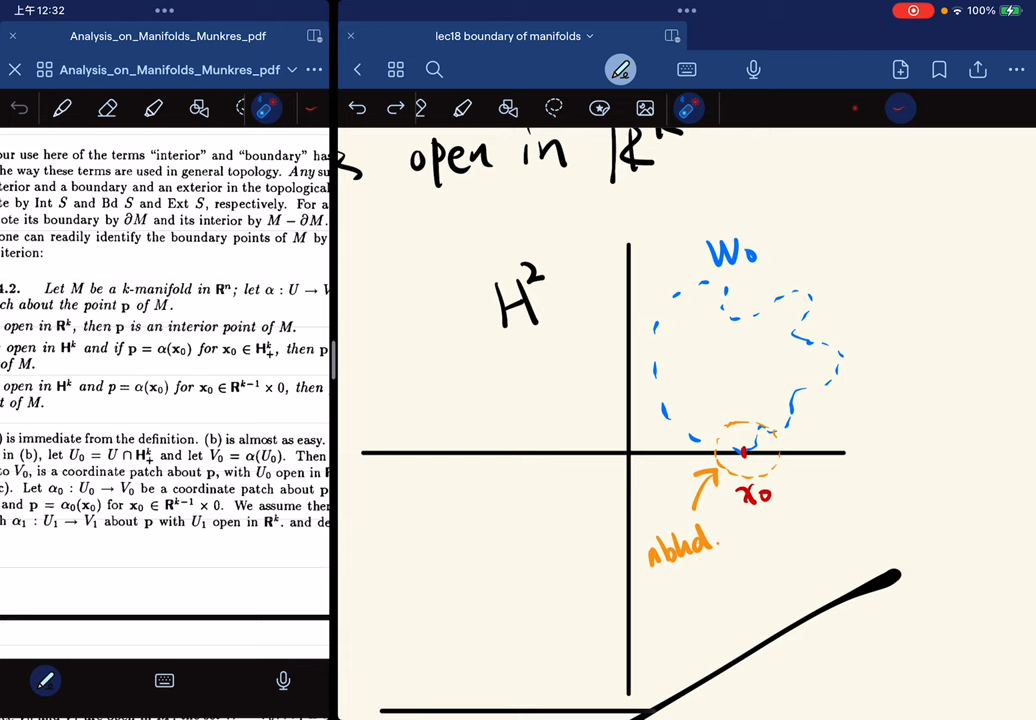 上午12:32
100%
Analysis_on_Manifolds_Munkres_pdf
lec18 boundary of manifolds
Analysis_on_Manifolds_Munkres_pdf
our use here of the terms “interior” and “boundary” has
he way these terms are used in general topology. Any su
terior and a boundary and an exterior in the topological
te by Int S and Bd S and Ext S, respectively. For a
ote its boundary by ∂M and its interior by M − ∂M.
one can readily identify the boundary points of M by
iterion:
4.2. Let M be a k-manifold in Rⁿ; let α : U → V
ch about the point p of M.
open in Rᵏ, then p is an interior point of M.
open in Hᵏ and if p = α(x₀) for x₀ ∈ Hᵏ₊, then p
of M.
open in Hᵏ and p = α(x₀) for x₀ ∈ Rᵏ⁻¹ × 0, then
t of M.
) is immediate from the definition. (b) is almost as easy.
in (b), let U₀ = U ∩ Hᵏ₊ and let V₀ = α(U₀). Then
to V₀, is a coordinate patch about p, with U₀ open in
c). Let α₀ : U₀ → V₀ be a coordinate patch about p
and p = α₀(x₀) for x₀ ∈ Rᵏ⁻¹ × 0. We assume ther
h α₁ : U₁ → V₁ about p with U₁ open in Rᵏ. and de
open in ℝᵏ
H²
W₀
x₀
nbhd.